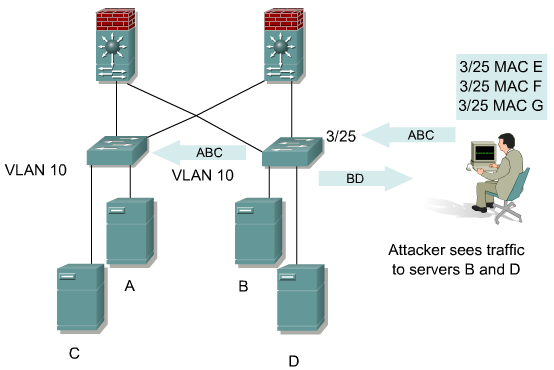 3/25 MAC E
3/25 MAC F
3/25 MAC G
3/25
ABC
ABC
VLAN 10
VLAN 10
BD
Attacker sees traffic
to servers B and D
A
B
C
D